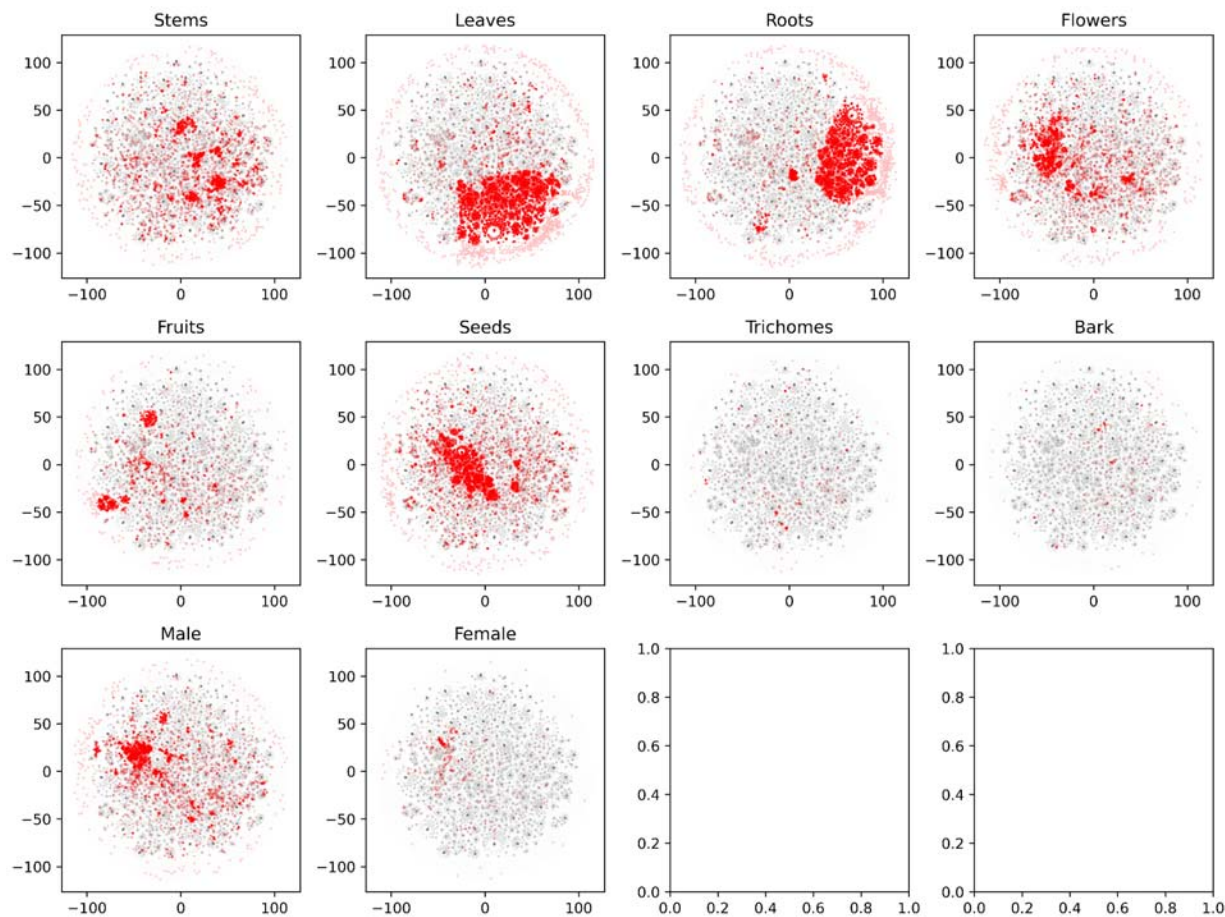 Stems Leaves Roots Flowers
100 100 100 100
50 50 50 50
0 0 0 0
−50 −50 −50 −50
−100 −100 −100 −100
−100 0 100 −100 0 100 −100 0 100 −100 0 100
Fruits Seeds Trichomes Bark
100 100 100 100
50 50 50 50
0 0 0 0
−50 −50 −50 −50
−100 −100 −100 −100
−100 0 100 −100 0 100 −100 0 100 −100 0 100
Male Female
1.0 1.0
100 100
0.8 0.8
50 50
0.6 0.6
0 0
0.4 0.4
−50 −50
0.2 0.2
−100 −100
0.0 0.0
−100 0 100 −100 0 100 0.0 0.2 0.4 0.6 0.8 1.0 0.0 0.2 0.4 0.6 0.8 1.0